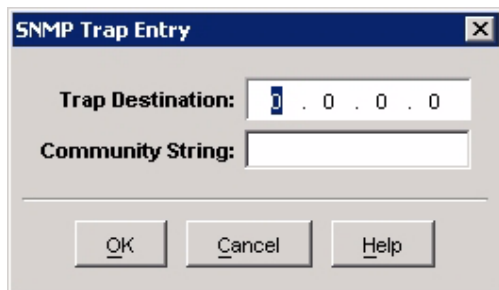 SNMP Trap Entry
Trap Destination: 0 . 0 . 0 . 0
Community String:
OK Cancel Help